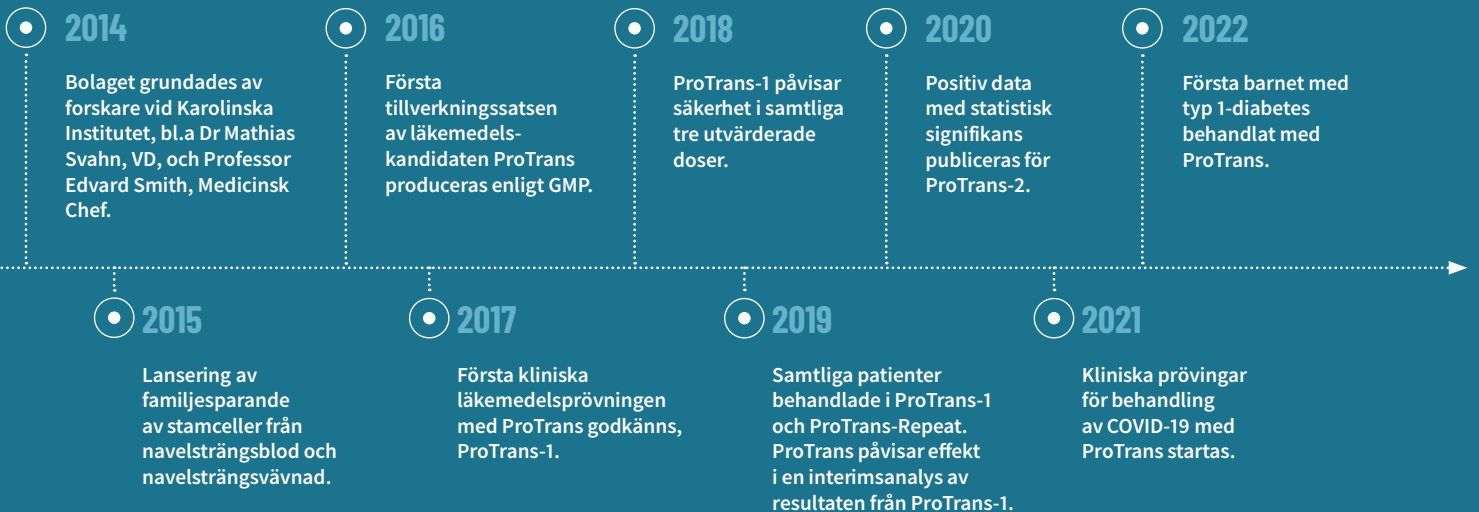 2014
Bolaget grundades av
forskare vid Karolinska
Institutet, bl.a Dr Mathias
Svahn, VD, och Professor
Edvard Smith, Medicinsk
Chef.
2016
Första
tillverkningssatsen
av läkemedels-
kandidaten ProTrans
produceras enligt GMP.
2018
ProTrans-1 påvisar
säkerhet i samtliga
tre utvärderade
doser.
2020
Positiv data
med statistisk
signifikans
publiceras för
ProTrans-2.
2022
Första barnet med
typ 1-diabetes
behandlat med
ProTrans.
2015
Lansering av
familjesparande
av stamceller från
navelsträngsblod och
navelsträngsvävnad.
2017
Första kliniska
läkemedelsprövningen
med ProTrans godkänns,
ProTrans-1.
2019
Samtliga patienter
behandlade i ProTrans-1
och ProTrans-Repeat.
ProTrans påvisar effekt
i en interimsanalys av
resultaten från ProTrans-1.
2021
Kliniska prövingar
för behandling
av COVID-19 med
ProTrans startas.